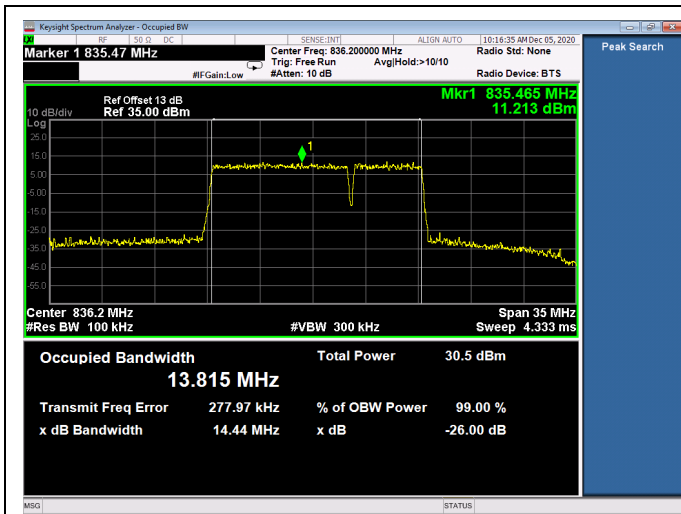 Keysight Spectrum Analyzer - Occupied BW
LXI RF 50 Ω DC SENSE:INT ALIGN AUTO 10:16:35 AM Dec 05, 2020
Marker 1 835.47 MHz
Center Freq: 836.200000 MHz Radio Std: None
Trig: Free Run Avg|Hold:>10/10
#IFGain:Low #Atten: 10 dB Radio Device: BTS
Peak Search
Mkr1 835.465 MHz
11.213 dBm
Ref Offset 13 dB
10 dB/div Ref 35.00 dBm
Log
25.0
1
15.0
5.00
-5.00
-15.0
-25.0
-35.0
-45.0
-55.0
Center 836.2 MHz Span 35 MHz
#Res BW 100 kHz #VBW 300 kHz Sweep 4.333 ms
Occupied Bandwidth Total Power 30.5 dBm
13.815 MHz
Transmit Freq Error 277.97 kHz % of OBW Power 99.00 %
x dB Bandwidth 14.44 MHz x dB -26.00 dB
MSG STATUS